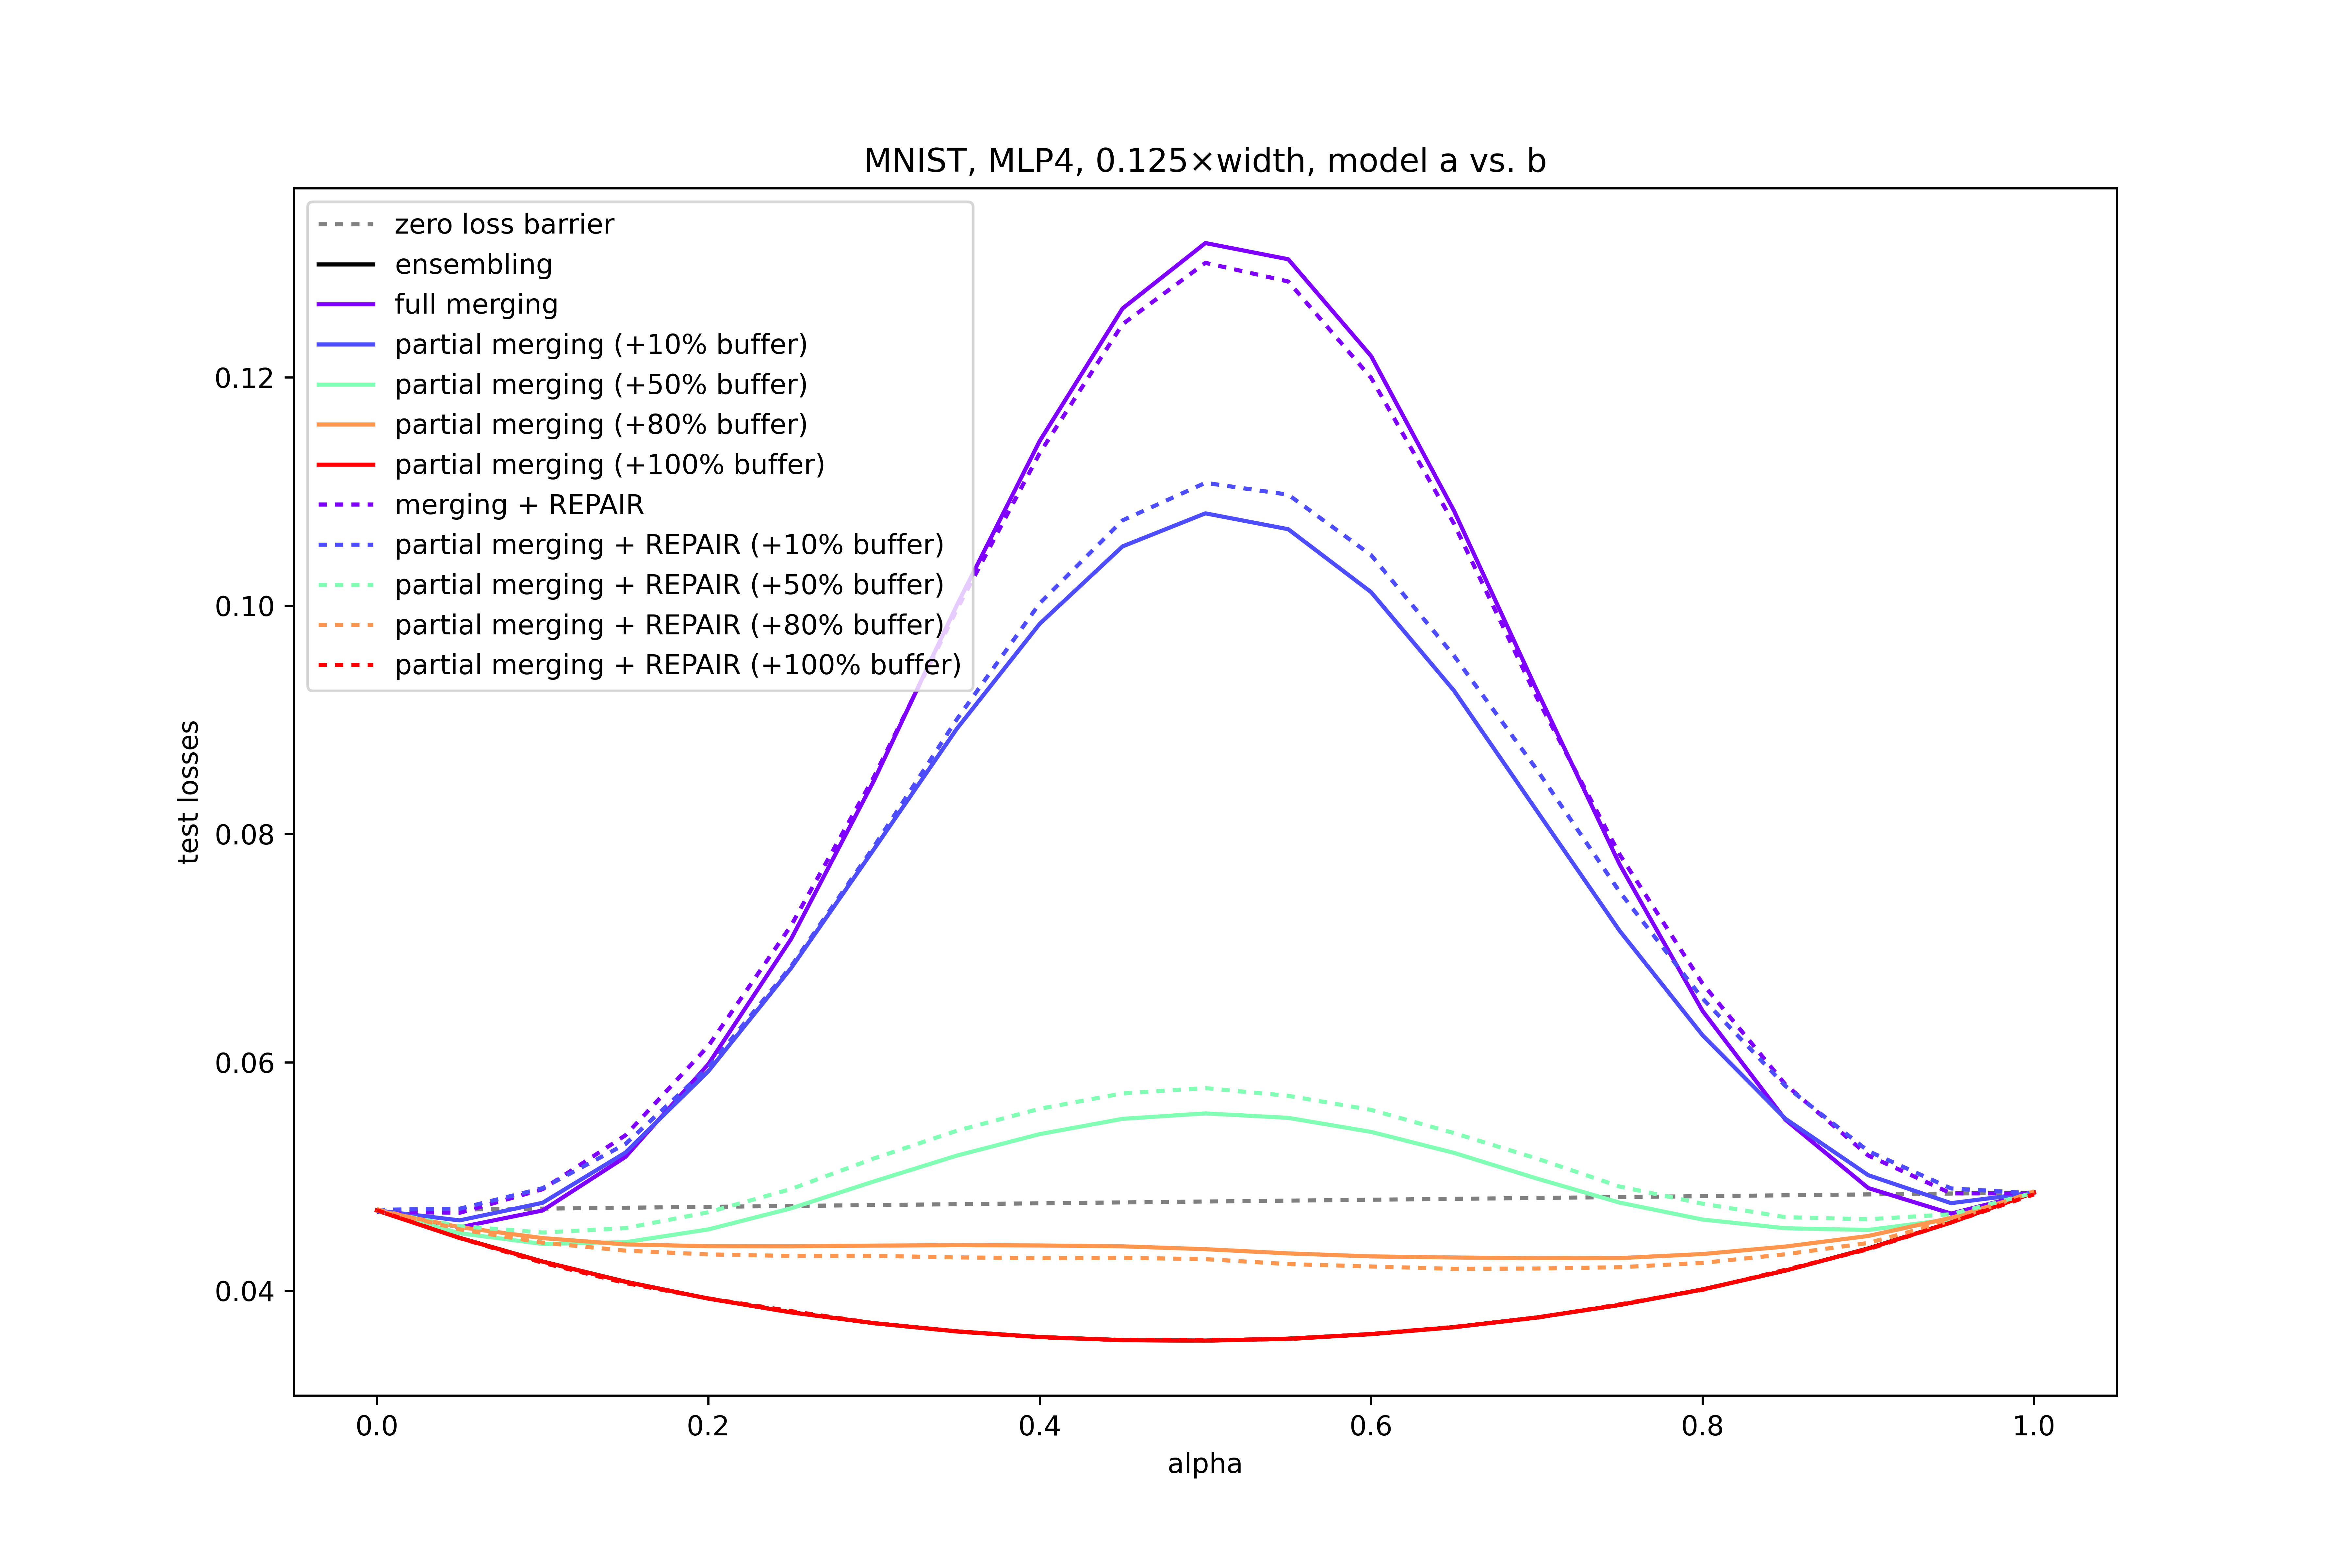 MNIST, MLP4, 0.125×width, model a vs. b
zero loss barrier
ensembling
full merging
partial merging (+10% buffer)
partial merging (+50% buffer)
partial merging (+80% buffer)
partial merging (+100% buffer)
merging + REPAIR
partial merging + REPAIR (+10% buffer)
partial merging + REPAIR (+50% buffer)
partial merging + REPAIR (+80% buffer)
partial merging + REPAIR (+100% buffer)
test losses
0.12
0.10
0.08
0.06
0.04
0.0 0.2 0.4 0.6 0.8 1.0
alpha